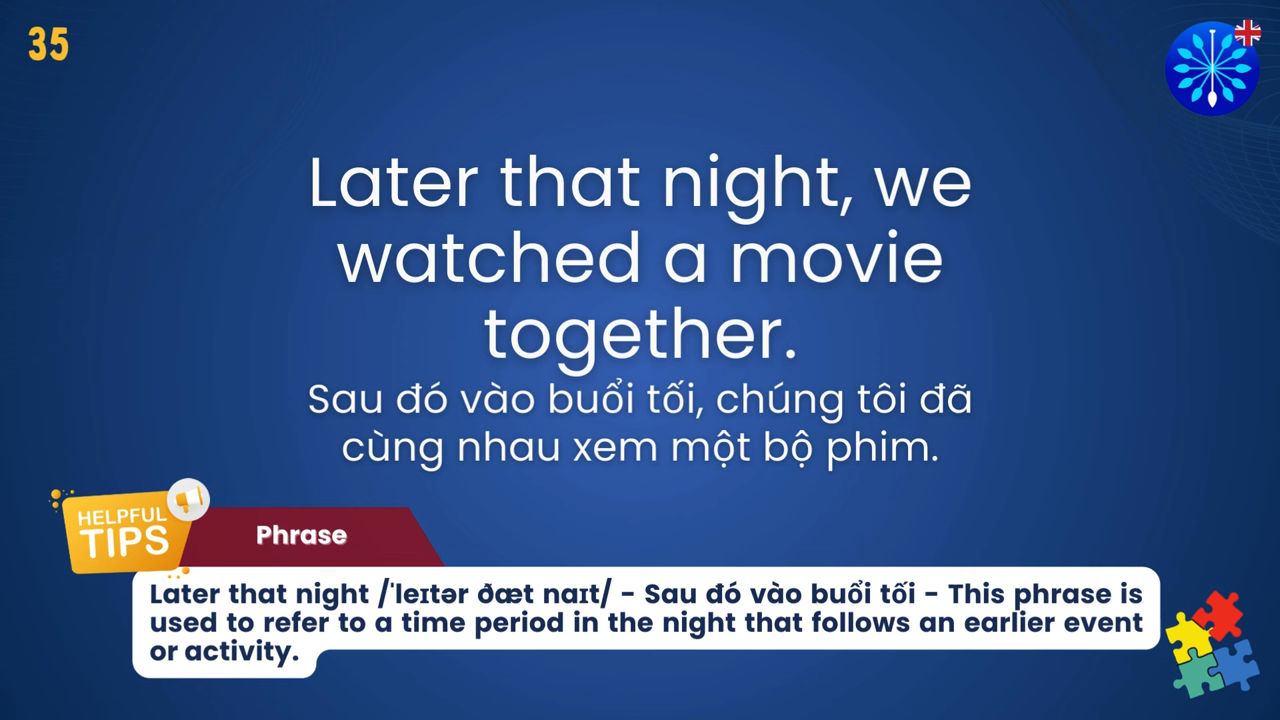 35
Later that night, we
watched a movie
together.
Sau đó vào buổi tối, chúng tôi đã
cùng nhau xem một bộ phim.
HELPFUL
TIPS
Phrase
Later that night /ˈleɪtər ðæt naɪt/ - Sau đó vào buổi tối - This phrase is
used to refer to a time period in the night that follows an earlier event
or activity.